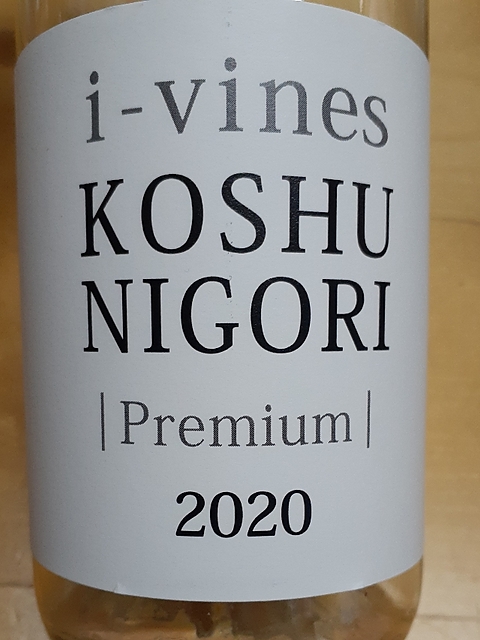 i-vines
KOSHU
NIGORI
|Premium|
2020